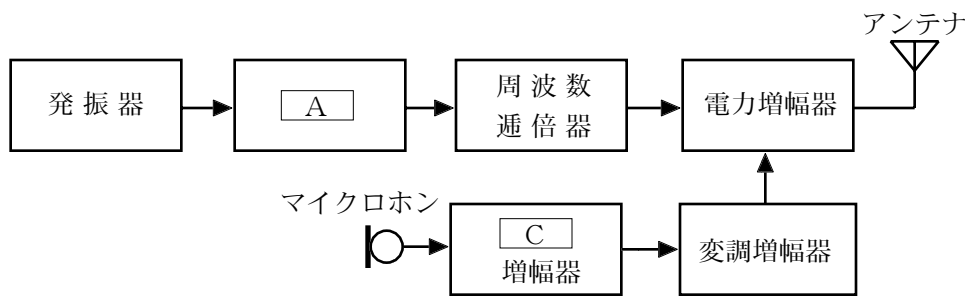 アンテナ
発振器
A
周波数
逓倍器
電力増幅器
マイクロホン
C
増幅器
変調増幅器